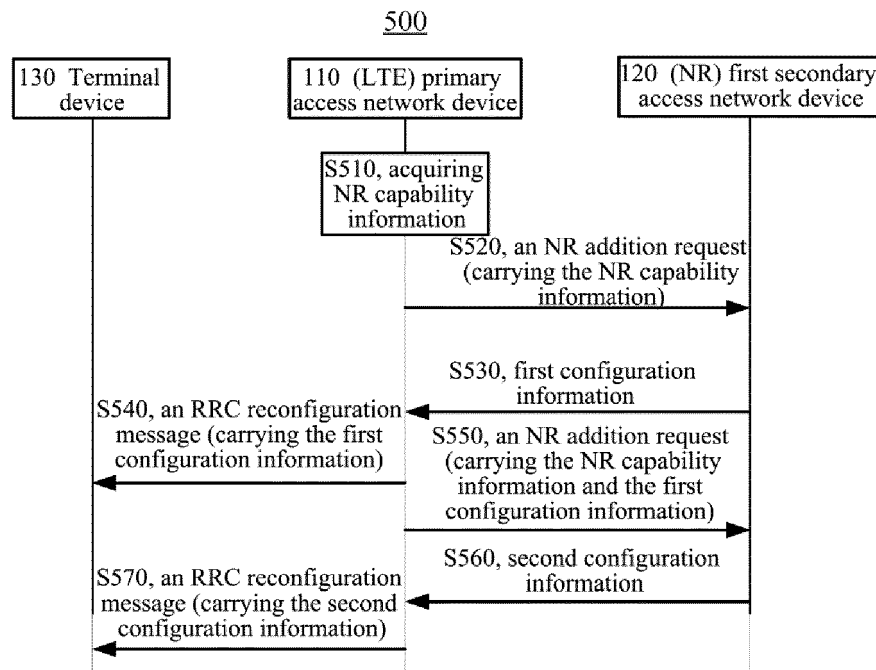 500
130 Terminal
device
110 (LTE) primary
access network device
120 (NR) first secondary
access network device
S510, acquiring
NR capability
information
S520, an NR addition request
(carrying the NR capability
information)
S530, first configuration
information
S540, an RRC reconfiguration
message (carrying the first
configuration information)
S550, an NR addition request
(carrying the NR capability
information and the first
configuration information)
S560, second configuration
information
S570, an RRC reconfiguration
message (carrying the second
configuration information)